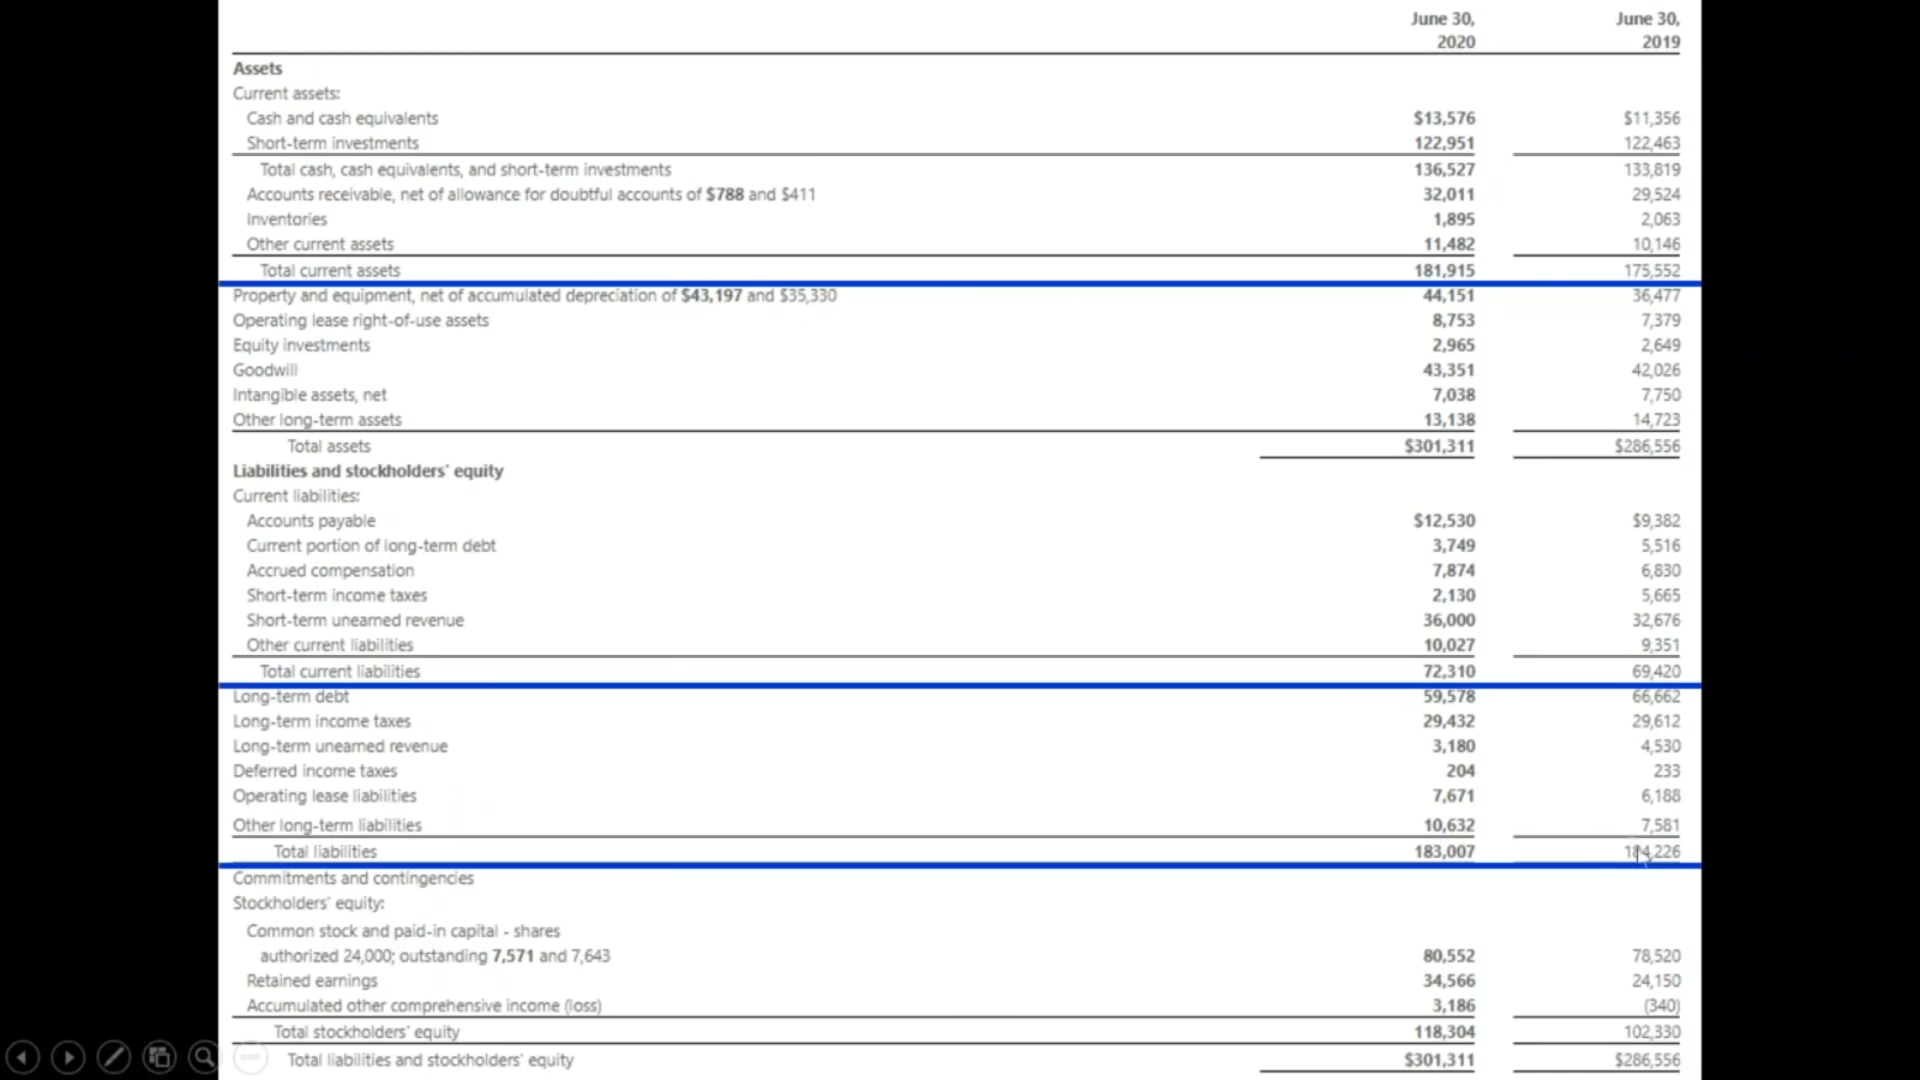 June 30, June 30,
2020 2019
Assets
Current assets:
Cash and cash equivalents $13,576 $11,356
Short-term investments 122,951 122,463
Total cash, cash equivalents, and short-term investments 136,527 133,819
Accounts receivable, net of allowance for doubtful accounts of $788 and $411 32,011 29,524
Inventories 1,895 2,063
Other current assets 11,482 10,146
Total current assets 181,915 175,552
Property and equipment, net of accumulated depreciation of $43,197 and $35,330 44,151 36,477
Operating lease right-of-use assets 8,753 7,379
Equity investments 2,965 2,649
Goodwill 43,351 42,026
Intangible assets, net 7,038 7,750
Other long-term assets 13,138 14,723
Total assets $301,311 $286,556
Liabilities and stockholders' equity
Current liabilities:
Accounts payable $12,530 $9,382
Current portion of long-term debt 3,749 5,516
Accrued compensation 7,874 6,830
Short-term income taxes 2,130 5,665
Short-term unearned revenue 36,000 32,676
Other current liabilities 10,027 9,351
Total current liabilities 72,310 69,420
Long-term debt 59,578 66,662
Long-term income taxes 29,432 29,612
Long-term unearned revenue 3,180 4,530
Deferred income taxes 204 233
Operating lease liabilities 7,671 6,188
Other long-term liabilities 10,632 7,581
Total liabilities 183,007 184,226
Commitments and contingencies
Stockholders' equity:
Common stock and paid-in capital - shares
authorized 24,000; outstanding 7,571 and 7,643 80,552 78,520
Retained earnings 34,566 24,150
Accumulated other comprehensive income (loss) 3,186 (340)
Total stockholders' equity 118,304 102,330
Total liabilities and stockholders' equity $301,311 $286,556